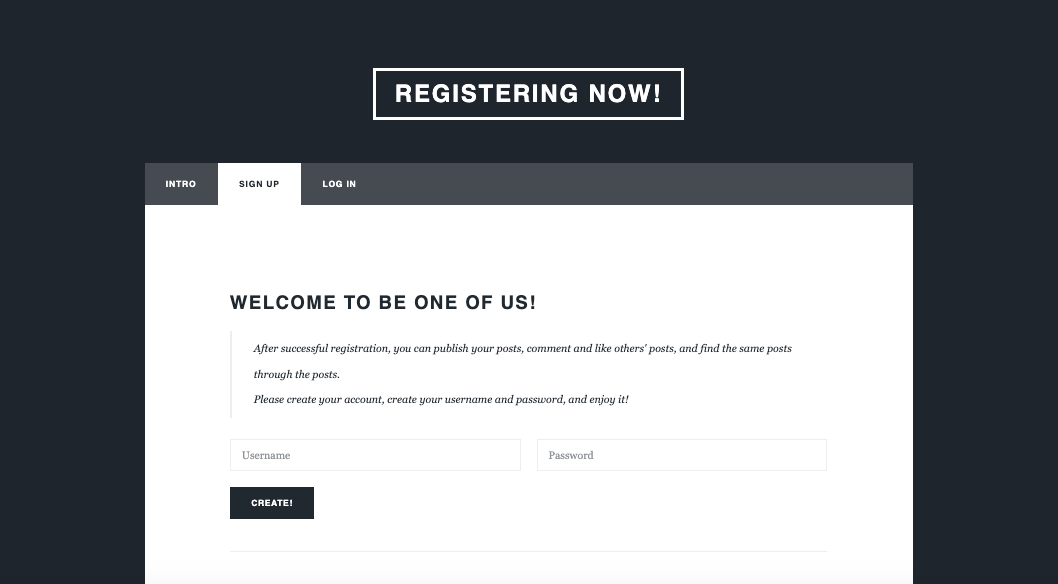 REGISTERING NOW!
INTRO
SIGN UP
LOG IN
WELCOME TO BE ONE OF US!
After successful registration, you can publish your posts, comment and like others' posts, and find the same posts
through the posts.
Please create your account, create your username and password, and enjoy it!
Username
Password
CREATE!